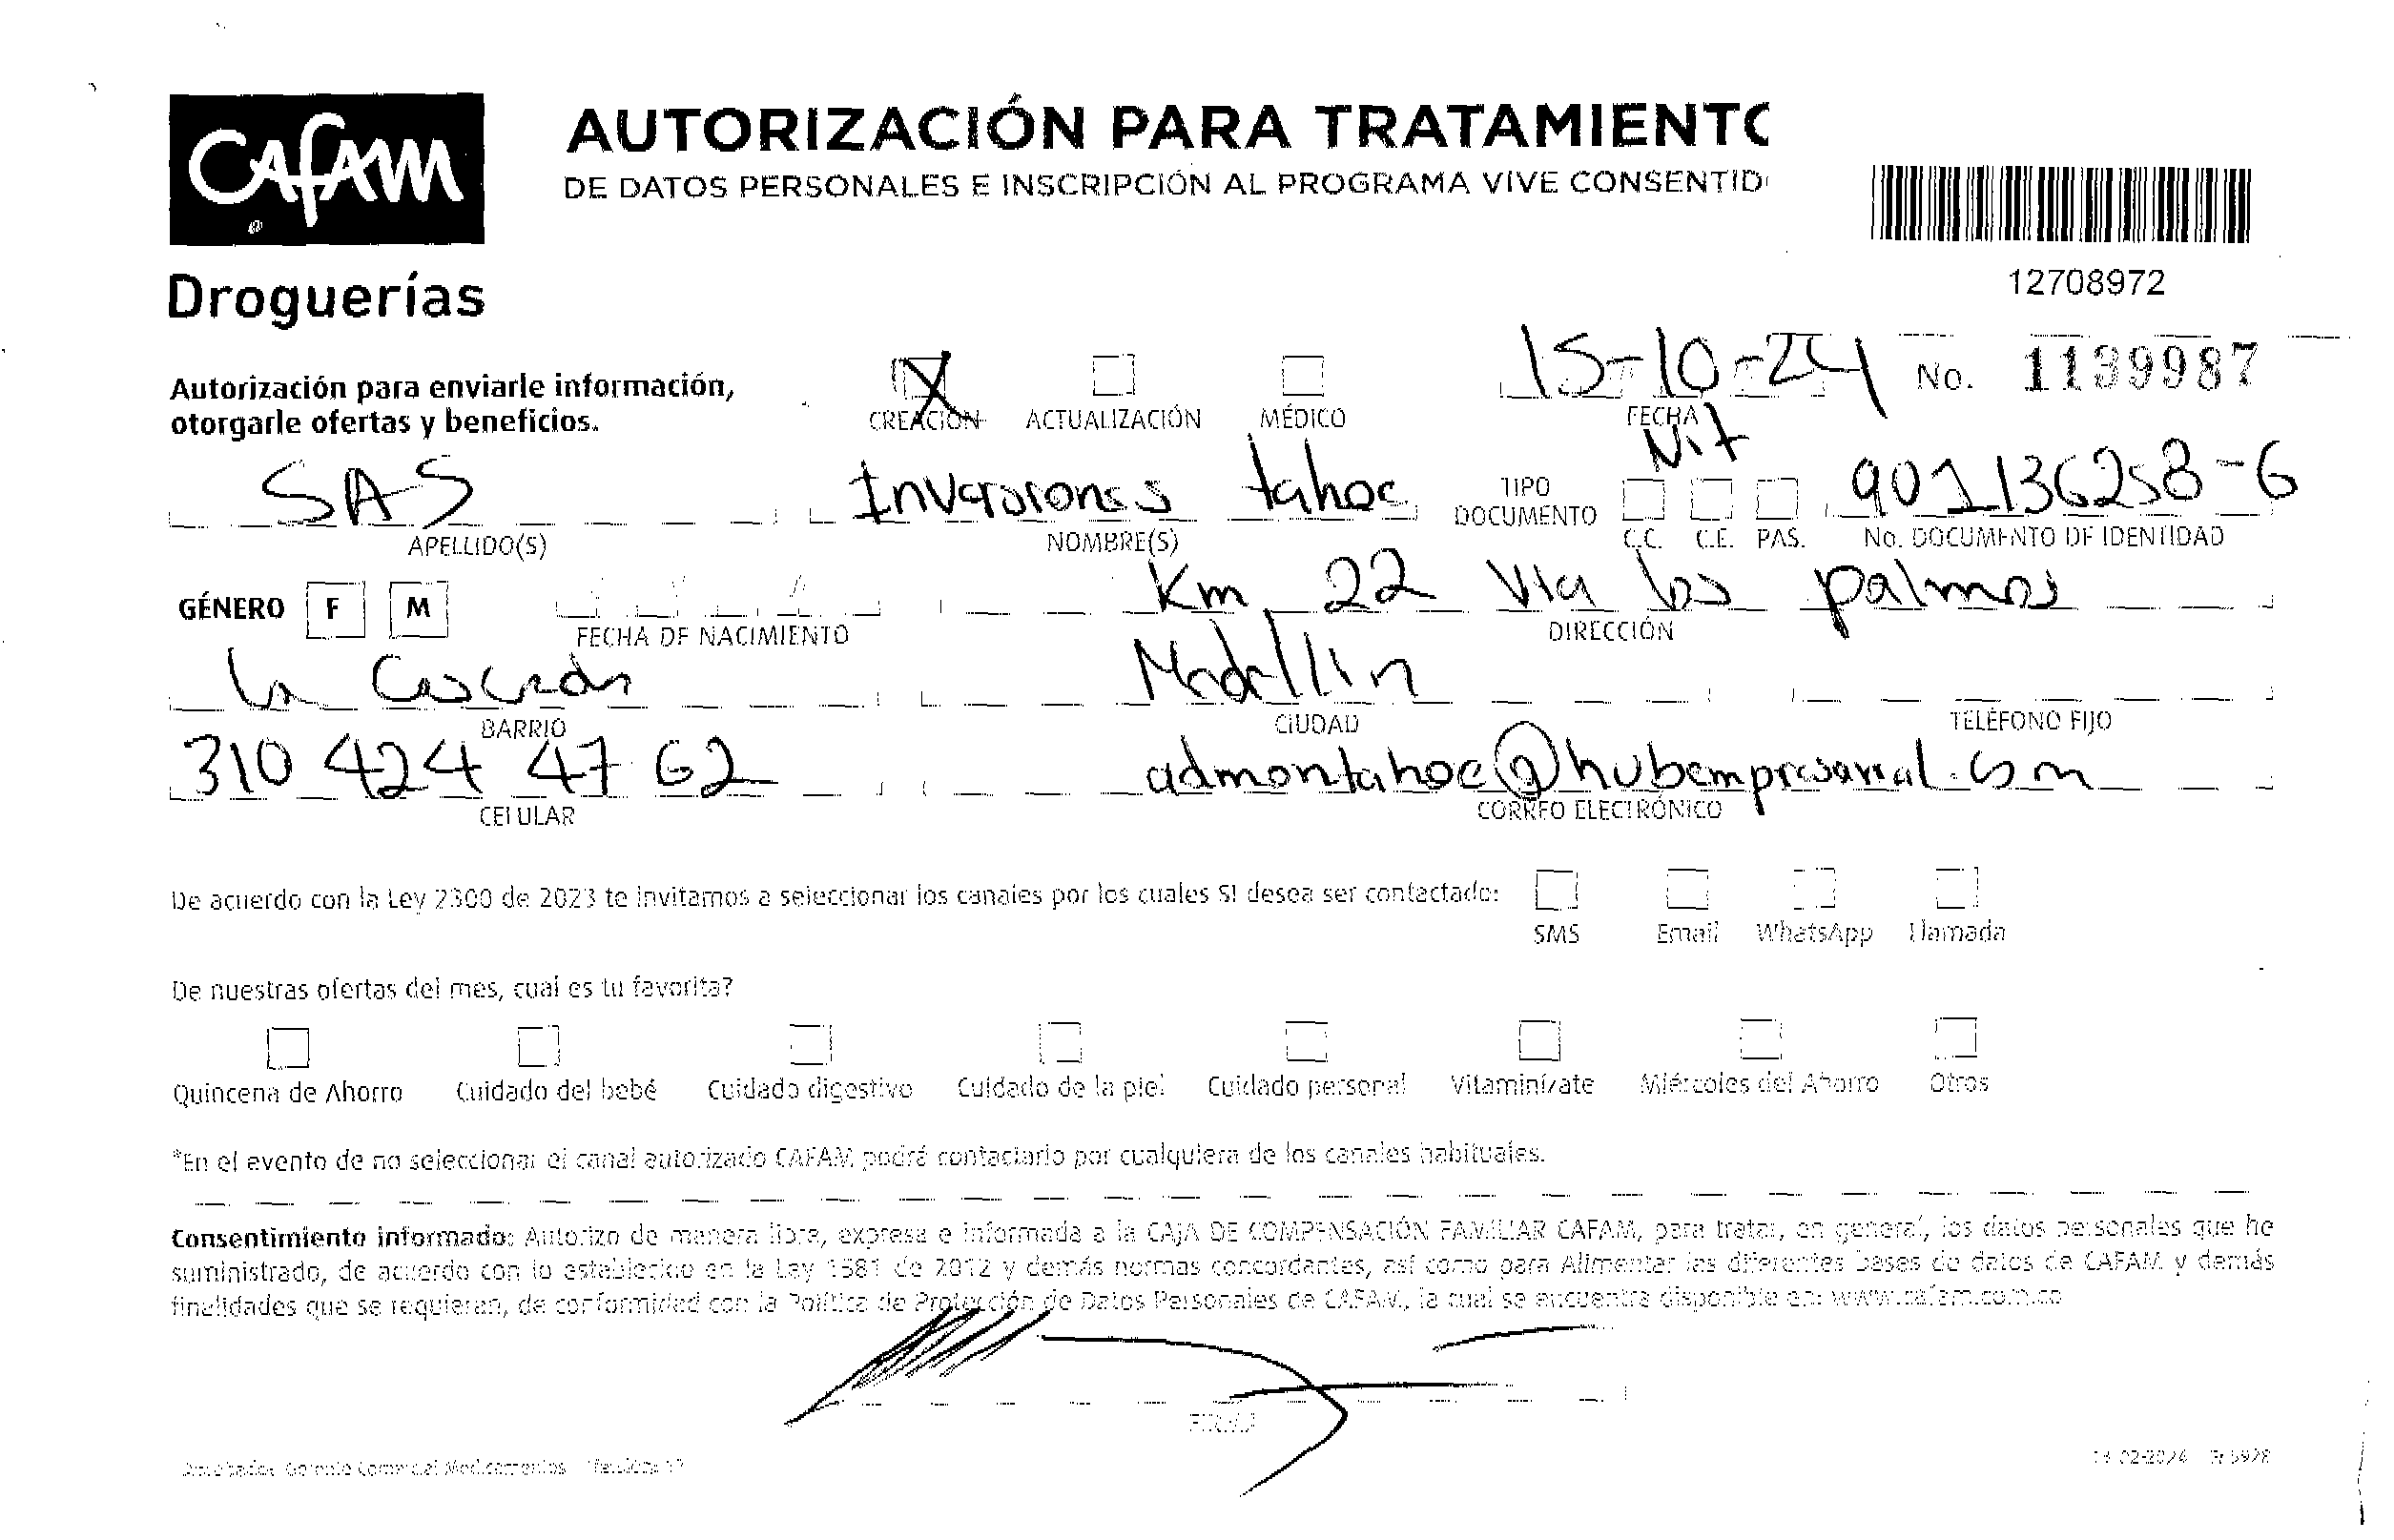 CAFAM
AUTORIZACIÓN PARA TRATAMIENTO
DE DATOS PERSONALES E INSCRIPCIÓN AL PROGRAMA VIVE CONSENTID
Droguerías
12708972
Autorización para enviarle información,
otorgarle ofertas y beneficios.
X
CREACIÓN ACTUALIZACIÓN MÉDICO
15-10-24
FECHA
No. 1139987
SAS
APELLIDO(S)
Inversiones tahoe
NOMBRE(S)
TIPO
DOCUMENTO
Nit
C.C. C.E. PAS.
901136258-6
No. DOCUMENTO DE IDENTIDAD
GÉNERO F M
FECHA DE NACIMIENTO
Km 22 Via las palmas
DIRECCIÓN
la Cascada
BARRIO
Medellin
CIUDAD
TELÉFONO FIJO
310 424 47 62
CELULAR
admontahoe@hubempresarial.com
CORREO ELECTRÓNICO
De acuerdo con la Ley 2300 de 2023 te invitamos a seleccionar los canales por los cuales SI desea ser contactado:
SMS Email WhatsApp Llamada
De nuestras ofertas del mes, cual es tu favorita?
Quincena de Ahorro Cuidado del bebé Cuidado digestivo Cuidado de la piel Cuidado personal Vitaminízate Miércoles del Ahorro Otros
*En el evento de no seleccionar el canal autorizado CAFAM podrá contactarlo por cualquiera de los canales habituales.
Consentimiento informado: Autorizo de manera libre, expresa e informada a la CAJA DE COMPENSACIÓN FAMILIAR CAFAM, para tratar, en general, los datos personales que he
suministrado, de acuerdo con lo establecido en la Ley 1581 de 2012 y demás normas concordantes, así como para Alimentar las diferentes bases de datos de CAFAM y demás
finalidades que se requieran, de conformidad con la Política de Protección de Datos Personales de CAFAM, la cual se encuentra disponible en: www.cafam.com.co
FIRMA
Gerente Comercial Medicamentos